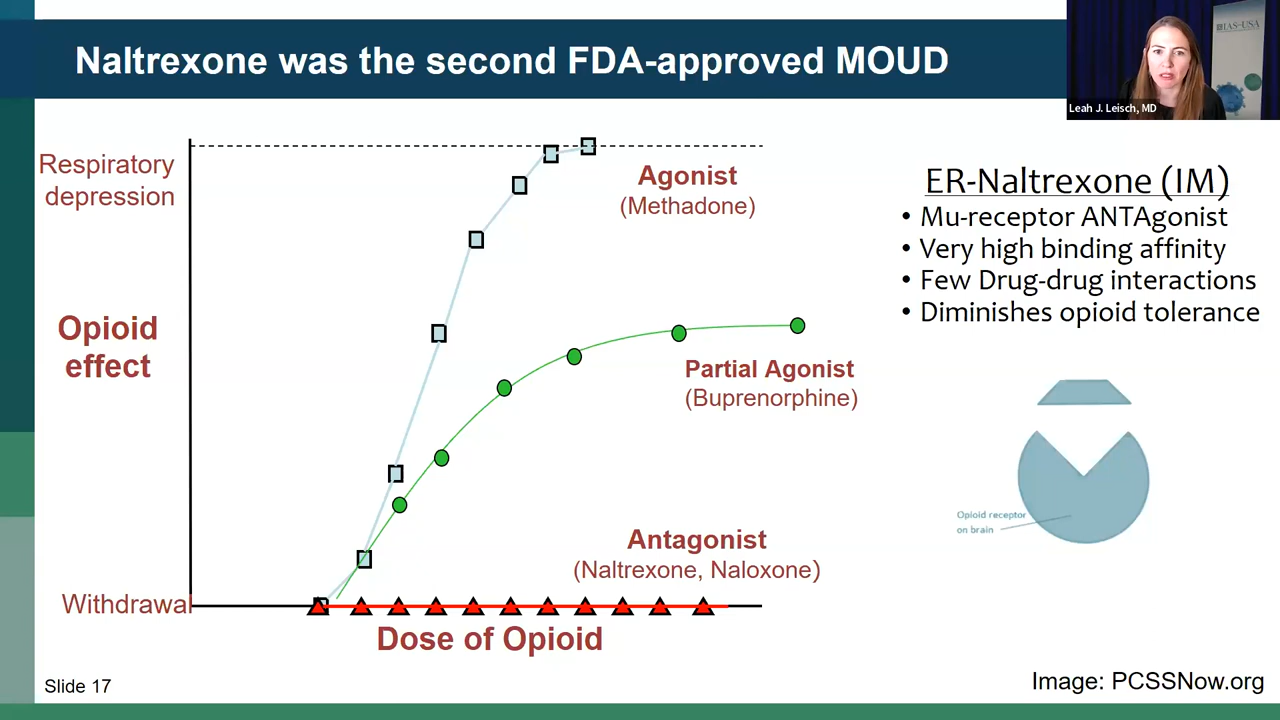 Naltrexone was the second FDA-approved MOUD
IAS–USA
Leah J. Leisch, MD
Respiratory
depression
Agonist
(Methadone)
ER-Naltrexone (IM)
• Mu-receptor ANTAgonist
• Very high binding affinity
• Few Drug-drug interactions
• Diminishes opioid tolerance
Opioid
effect
Partial Agonist
(Buprenorphine)
Opioid receptor
on brain
Antagonist
(Naltrexone, Naloxone)
Withdrawal
Dose of Opioid
Slide 17
Image: PCSSNow.org